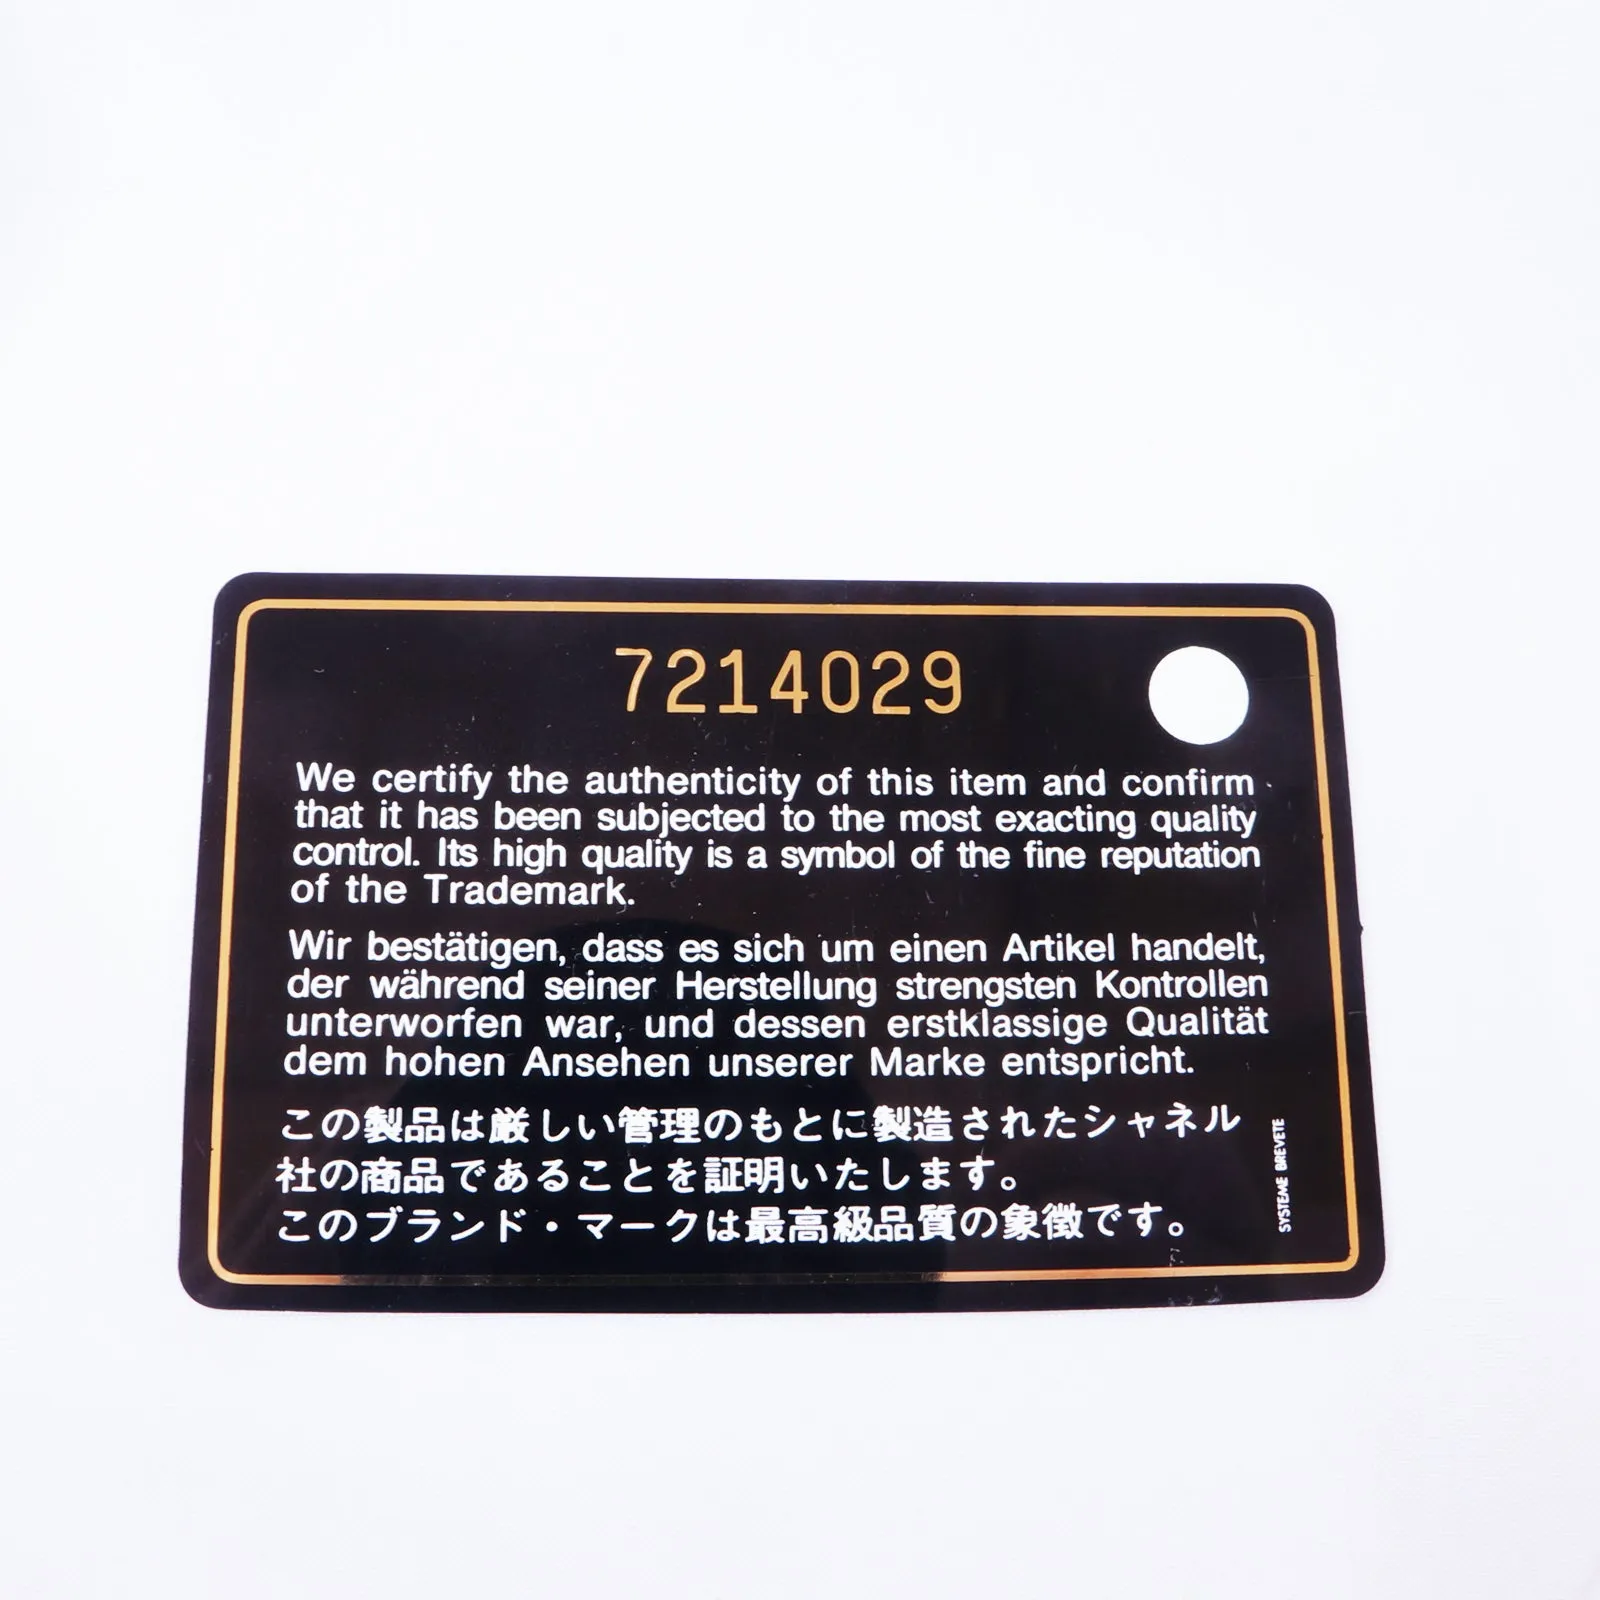 7214029
We certify the authenticity of this item and confirm
that it has been subjected to the most exacting quality
control. Its high quality is a symbol of the fine reputation
of the Trademark.
Wir bestätigen, dass es sich um einen Artikel handelt,
der während seiner Herstellung strengsten Kontrollen
unterworfen war, und dessen erstklassige Qualität
dem hohen Ansehen unserer Marke entspricht.
この製品は厳しい管理のもとに製造されたシャネル
社の商品であることを証明いたします。
このブランド・マークは最高級品質の象徴です。
SYSTEME BREVETE